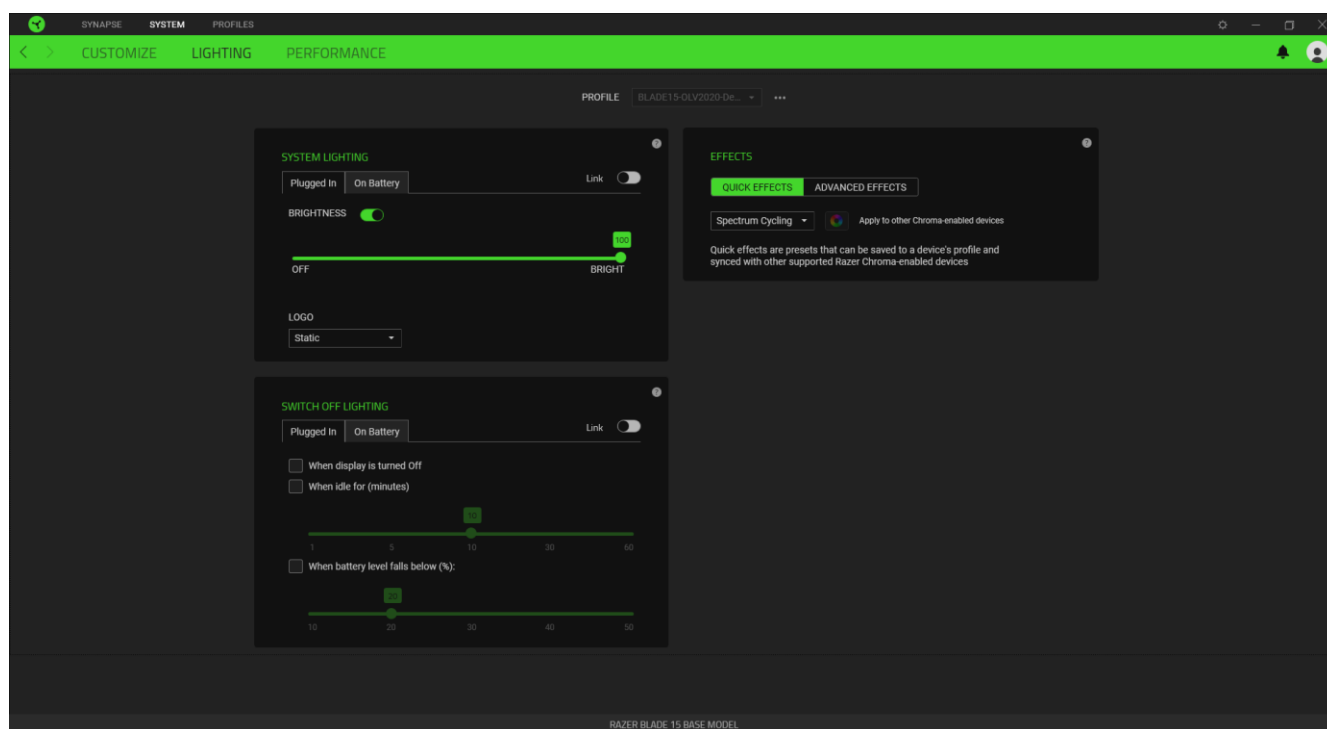 SYNAPSE SYSTEM PROFILES
CUSTOMIZE LIGHTING PERFORMANCE
PROFILE BLADE15-OLV2020-De...
SYSTEM LIGHTING
Plugged In On Battery Link
BRIGHTNESS
100
OFF BRIGHT
LOGO
Static
EFFECTS
QUICK EFFECTS ADVANCED EFFECTS
Spectrum Cycling Apply to other Chroma-enabled devices
Quick effects are presets that can be saved to a device's profile and
synced with other supported Razer Chroma-enabled devices
SWITCH OFF LIGHTING
Plugged In On Battery Link
When display is turned Off
When idle for (minutes)
10
1 5 10 30 60
When battery level falls below (%):
20
10 20 30 40 50
RAZER BLADE 15 BASE MODEL